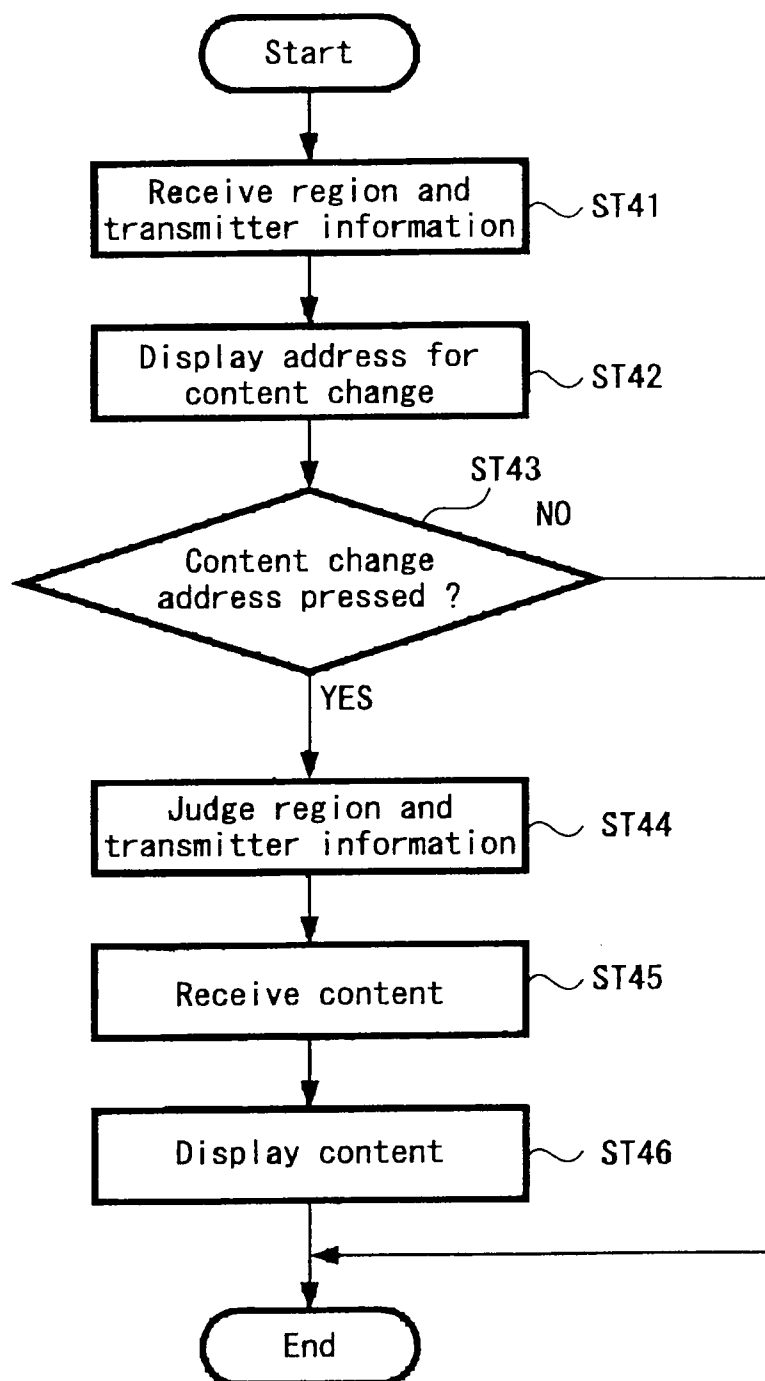 Start
Receive region and
transmitter information
ST41
Display address for
content change
ST42
ST43
NO
Content change
address pressed ?
YES
Judge region and
transmitter information
ST44
Receive content
ST45
Display content
ST46
End